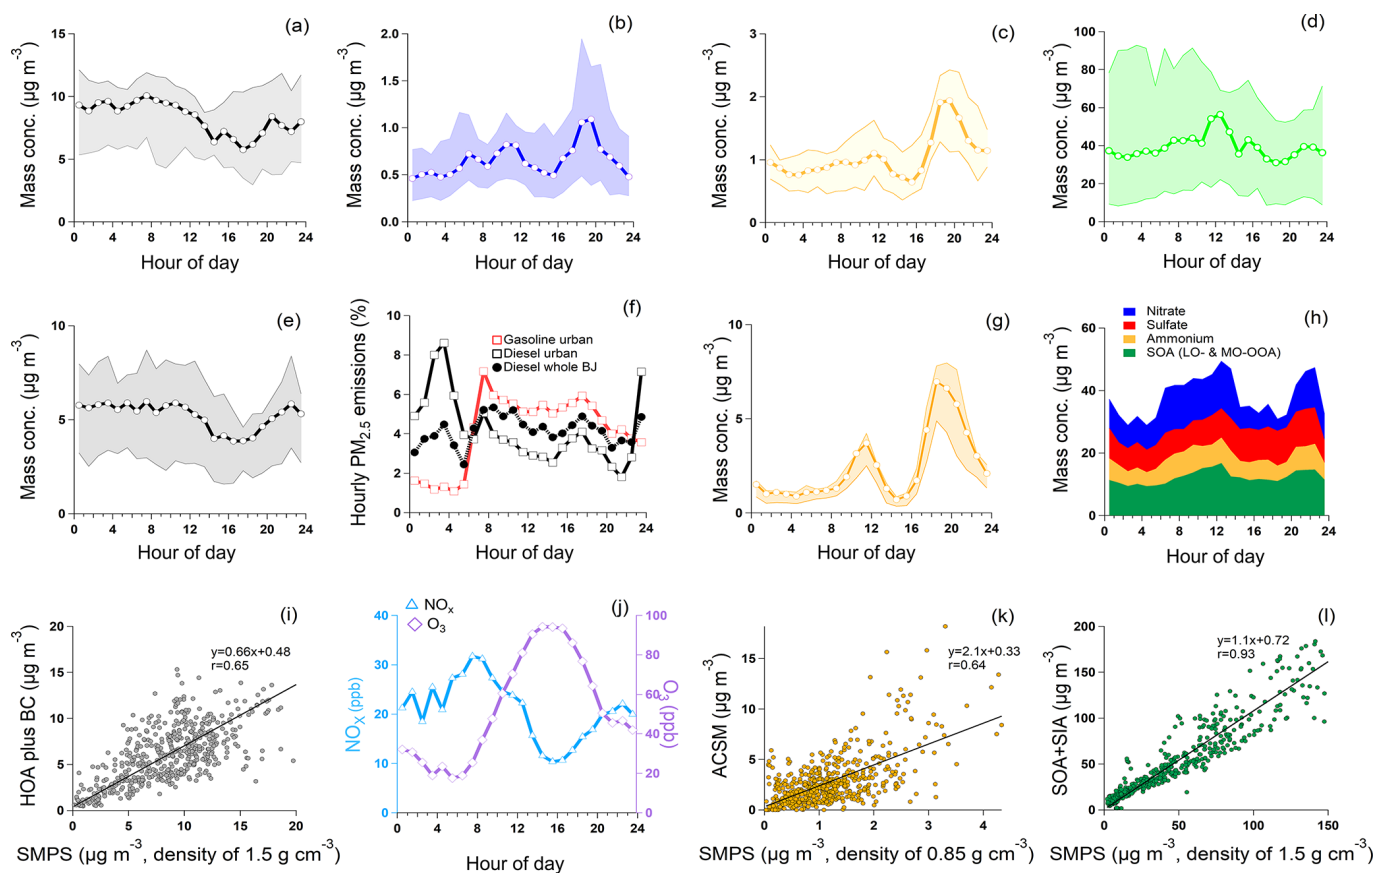 (a)
Mass conc. (µg m⁻³)
15
10
5
0
0 4 8 12 16 20 24
Hour of day
(b)
Mass conc. (µg m⁻³)
2.0
1.5
1.0
0.5
0.0
0 4 8 12 16 20 24
Hour of day
(c)
Mass conc. (µg m⁻³)
3
2
1
0
0 4 8 12 16 20 24
Hour of day
(d)
Mass conc. (µg m⁻³)
100
80
60
40
20
0
0 4 8 12 16 20 24
Hour of day
(e)
Mass conc. (µg m⁻³)
10
5
0
0 4 8 12 16 20 24
Hour of day
(f)
Hourly PM₂.₅ emissions (%)
10
8
6
4
2
0
Gasoline urban
Diesel urban
Diesel whole BJ
0 4 8 12 16 20 24
Hour of day
(g)
Mass conc. (µg m⁻³)
10
5
0
0 4 8 12 16 20 24
Hour of day
(h)
Nitrate
Sulfate
Ammonium
SOA (LO- & MO-OOA)
Mass conc. (µg m⁻³)
60
40
20
0
0 4 8 12 16 20 24
Hour of day
(i)
HOA plus BC (µg m⁻³)
20
15
10
5
0
y=0.66x+0.48
r=0.65
0 5 10 15 20
SMPS (µg m⁻³, density of 1.5 g cm⁻³)
(j)
NOₓ
O₃
NOₓ (ppb)
40
30
20
10
0
O₃ (ppb)
100
80
60
40
20
0
0 4 8 12 16 20 24
Hour of day
(k)
ACSM (µg m⁻³)
15
10
5
0
y=2.1x+0.33
r=0.64
0 1 2 3 4
SMPS (µg m⁻³, density of 0.85 g cm⁻³)
(l)
SOA+SIA (µg m⁻³)
200
150
100
50
0
y=1.1x+0.72
r=0.93
0 50 100 150
SMPS (µg m⁻³, density of 1.5 g cm⁻³)